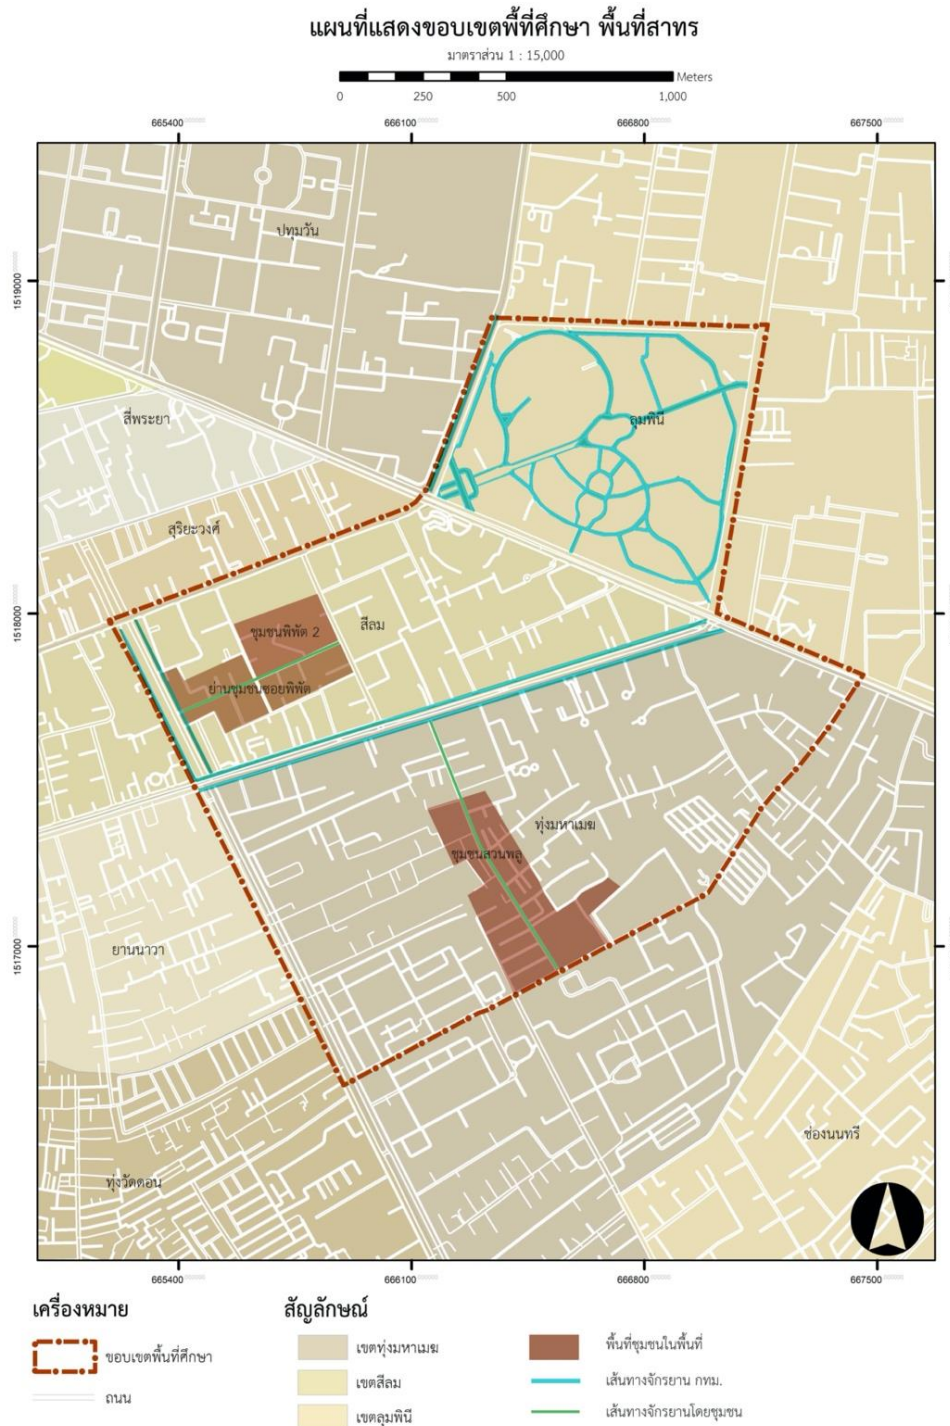 แผนที่แสดงขอบเขตพื้ที่ศึกษา พื้นที่สาทร
มาตราส่วน 1 : 15,000
Meters
0 250 500 1,000
665400 666100 666800 667500
ปทุมวัน
1519000
สี่พระยา
ลุมพินี
สุริยะวงศ์
1518000
ชุมชนพิพัต 2
สีลม
ย่านชุมชนซอยพิพัต
ทุ่งมหาเมฆ
ชุมชนสวนพลู
1517000
ยานนาวา
ช่องนนทรี
ทุ่งวัดดอน
665400 666100 666800 667500
เครื่องหมาย
ขอบเขตพื้นที่ศึกษา
ถนน
สัญลักษณ์
เขตทุ่งมหาเมฆ
เขตสีลม
เขตลุมพินี
พื้นที่ชุมชนในพื้นที่
เส้นทางจักรยาน กทม.
เส้นทางจักรยานโดยชุมชน